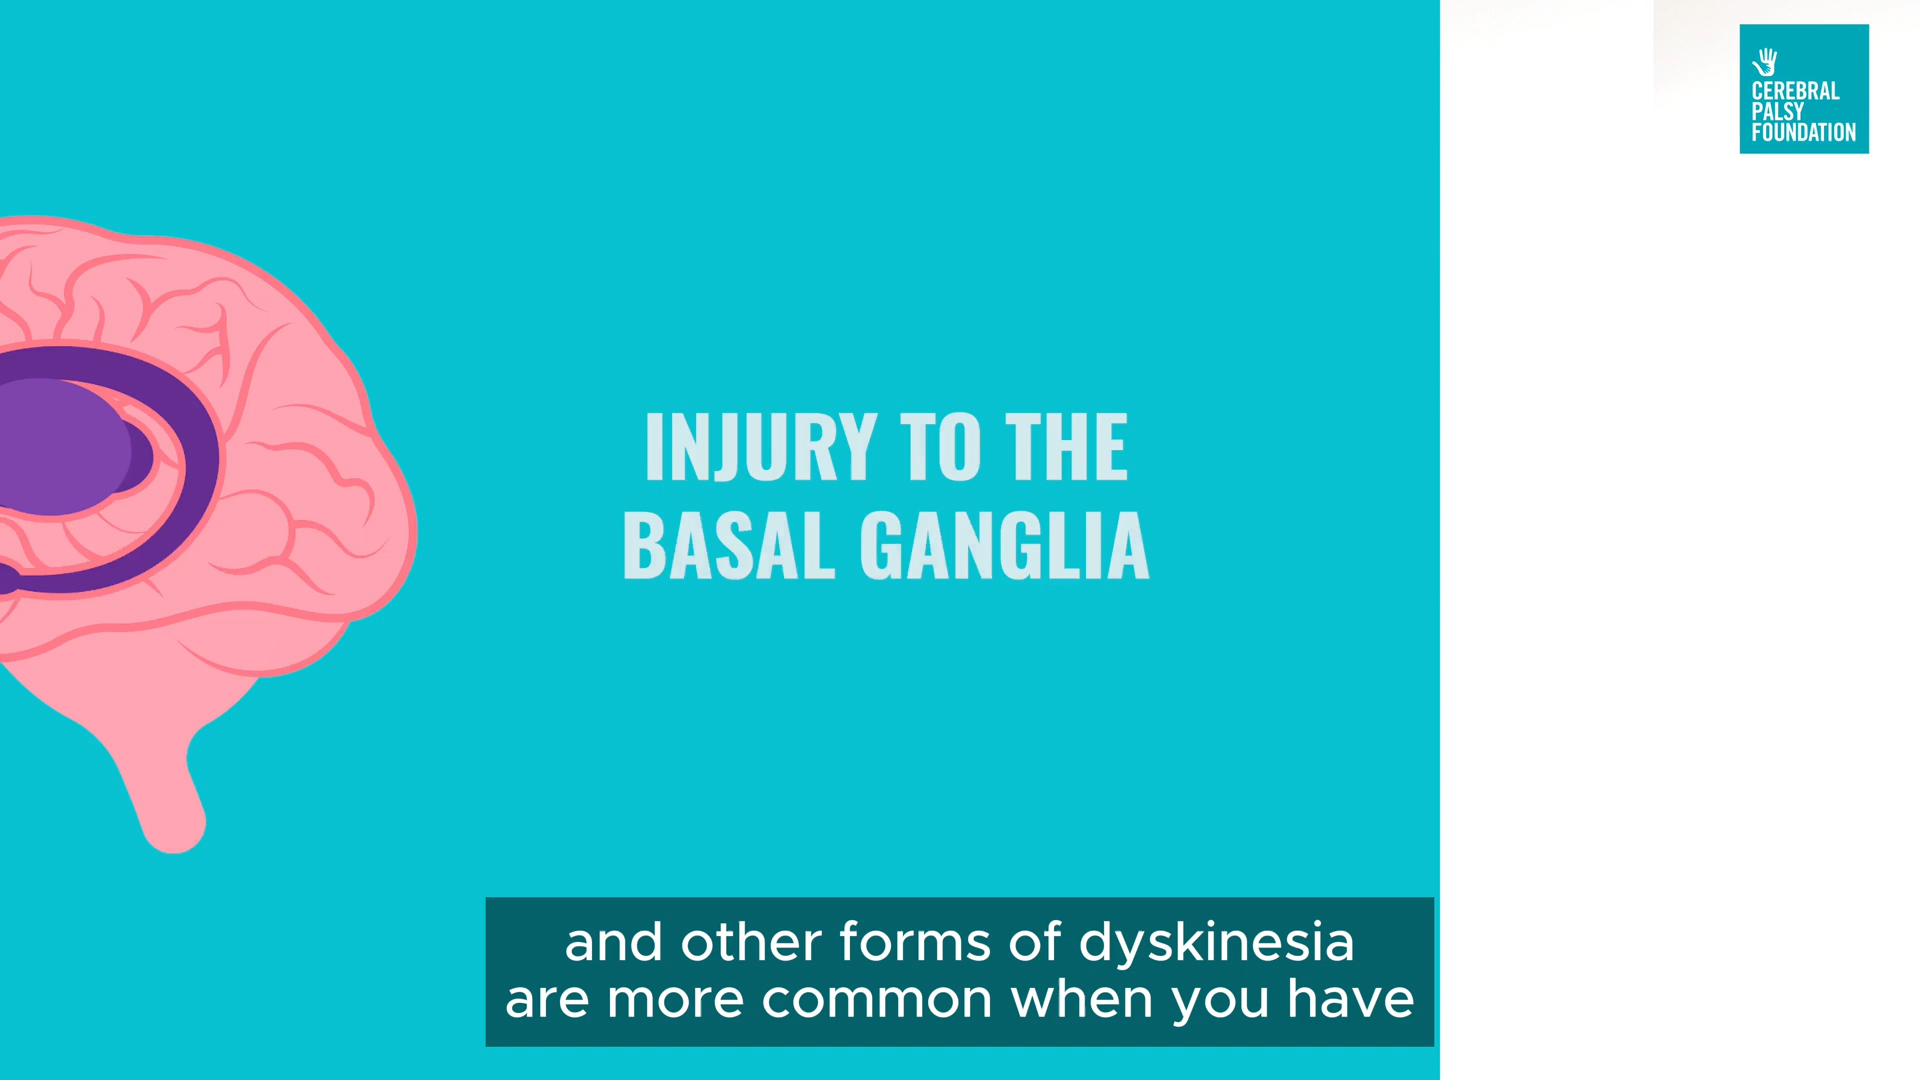 CEREBRAL
PALSY
FOUNDATION
INJURY TO THE
BASAL GANGLIA
and other forms of dyskinesia
are more common when you have